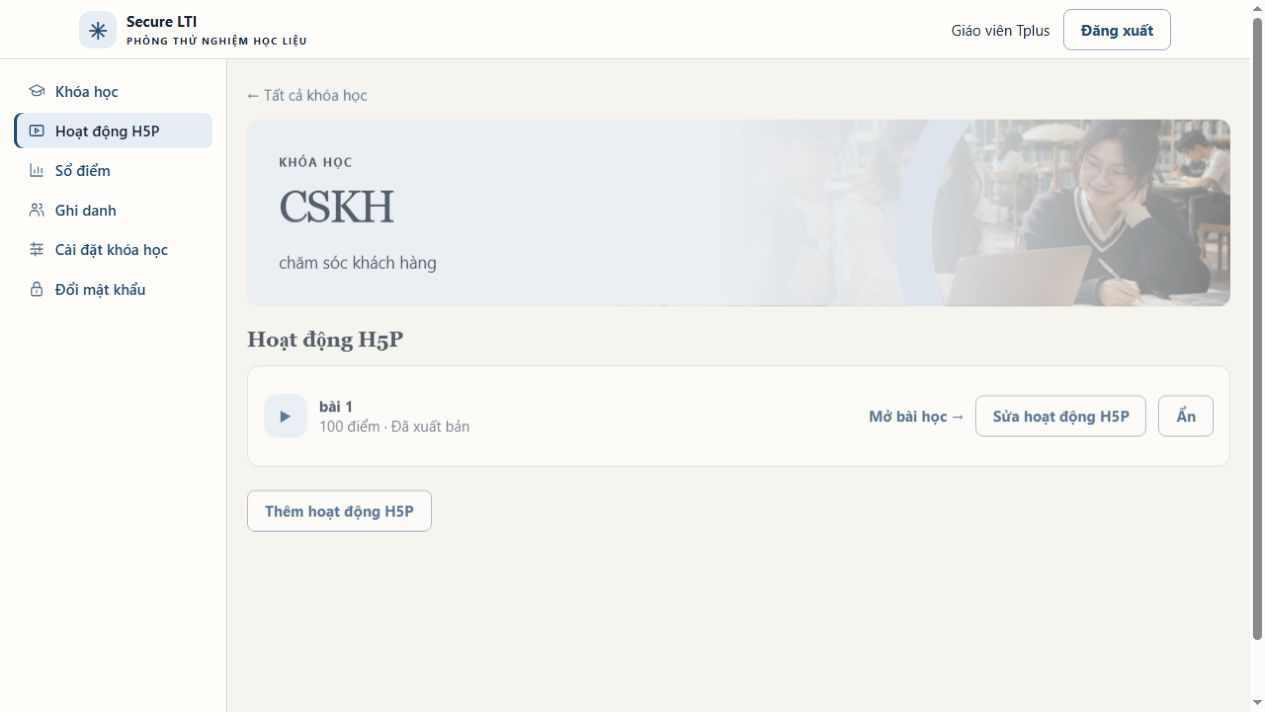 Secure LTI
PHÒNG THỬ NGHIỆM HỌC LIỆU
Giáo viên Tplus
Đăng xuất
Khóa học
Hoạt động H5P
Sổ điểm
Ghi danh
Cài đặt khóa học
Đổi mật khẩu
← Tất cả khóa học
KHÓA HỌC
CSKH
chăm sóc khách hàng
Hoạt động H5P
bài 1
100 điểm · Đã xuất bản
Mở bài học →
Sửa hoạt động H5P
Ẩn
Thêm hoạt động H5P